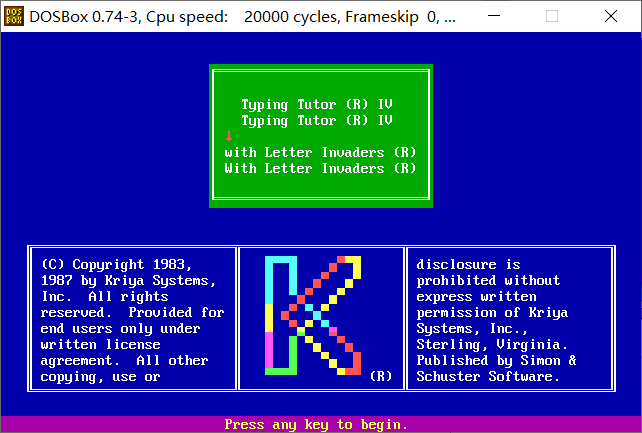 DOSBox 0.74-3, Cpu speed:    20000 cycles, Frameskip  0, ...
Typing Tutor (R) IV
Typing Tutor (R) IV
↓
with Letter Invaders (R)
With Letter Invaders (R)
(C) Copyright 1983,
1987 by Kriya Systems,
Inc.  All rights
reserved.  Provided for
end users only under
written license
agreement.  All other
copying, use or
K
(R)
disclosure is
prohibited without
express written
permission of Kriya
Systems, Inc.,
Sterling, Virginia.
Published by Simon &
Schuster Software.
Press any key to begin.